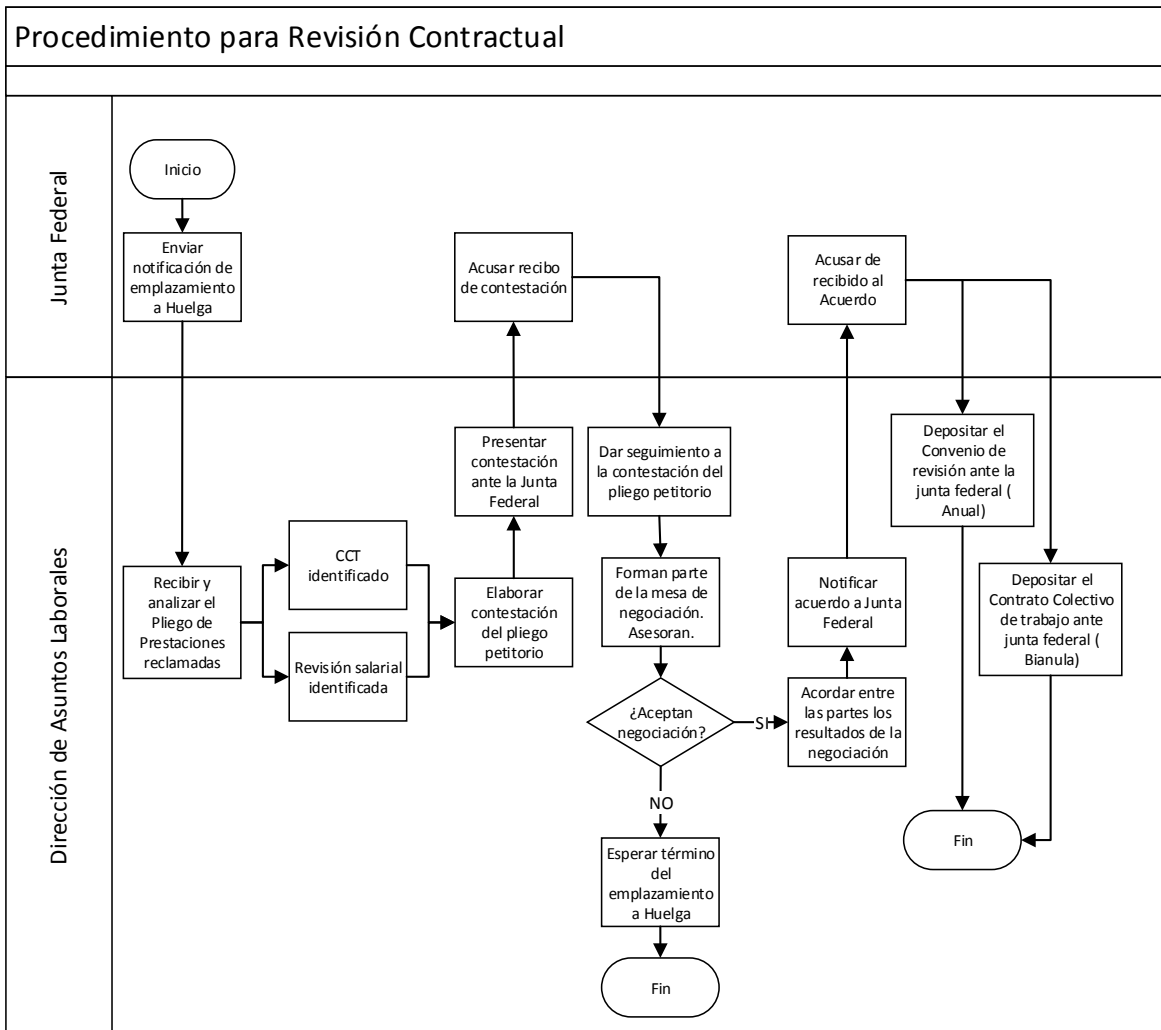 Procedimiento para Revisión Contractual
Junta Federal
Inicio
Enviar
notificación de
emplazamiento
a Huelga
Acusar recibo
de contestación
Acusar de
recibido al
Acuerdo
Dirección de Asuntos Laborales
Recibir y
analizar el
Pliego de
Prestaciones
reclamadas
CCT
identificado
Revisión salarial
identificada
Presentar
contestación
ante la Junta
Federal
Elaborar
contestación
del pliego
petitorio
Dar seguimiento a
la contestación del
pliego petitorio
Forman parte
de la mesa de
negociación.
Asesoran.
¿Aceptan
negociación?
SI
NO
Esperar término
del
emplazamiento
a Huelga
Fin
Notificar
acuerdo a Junta
Federal
Acordar entre
las partes los
resultados de la
negociación
Depositar el
Convenio de
revisión ante la
junta federal (
Anual)
Depositar el
Contrato Colectivo
de trabajo ante
junta federal (
Bianula)
Fin